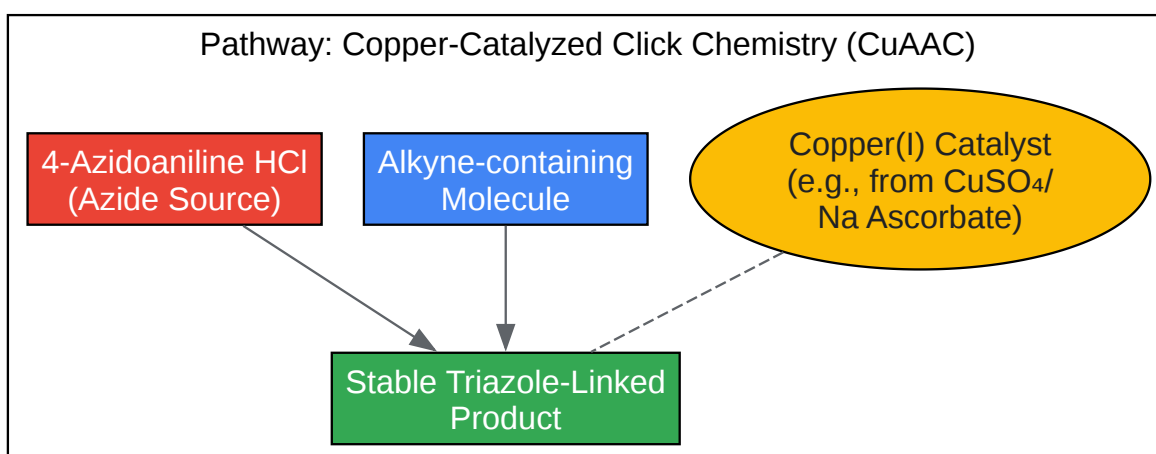 Pathway: Copper-Catalyzed Click Chemistry (CuAAC)
4-Azidoaniline HCl
(Azide Source)
Alkyne-containing
Molecule
Copper(I) Catalyst
(e.g., from CuSO₄/
Na Ascorbate)
Stable Triazole-Linked
Product